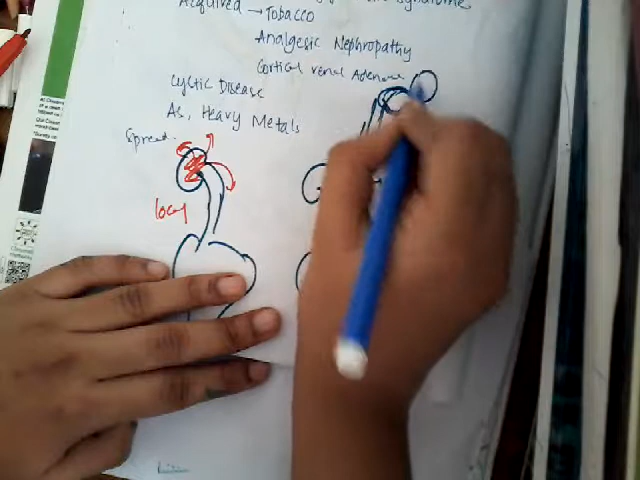 Acquired → Tobacco
Analgesic Nephropathy
Cortical renal Adenoma
Cystic Disease
As, Heavy Metals
Spread.
local